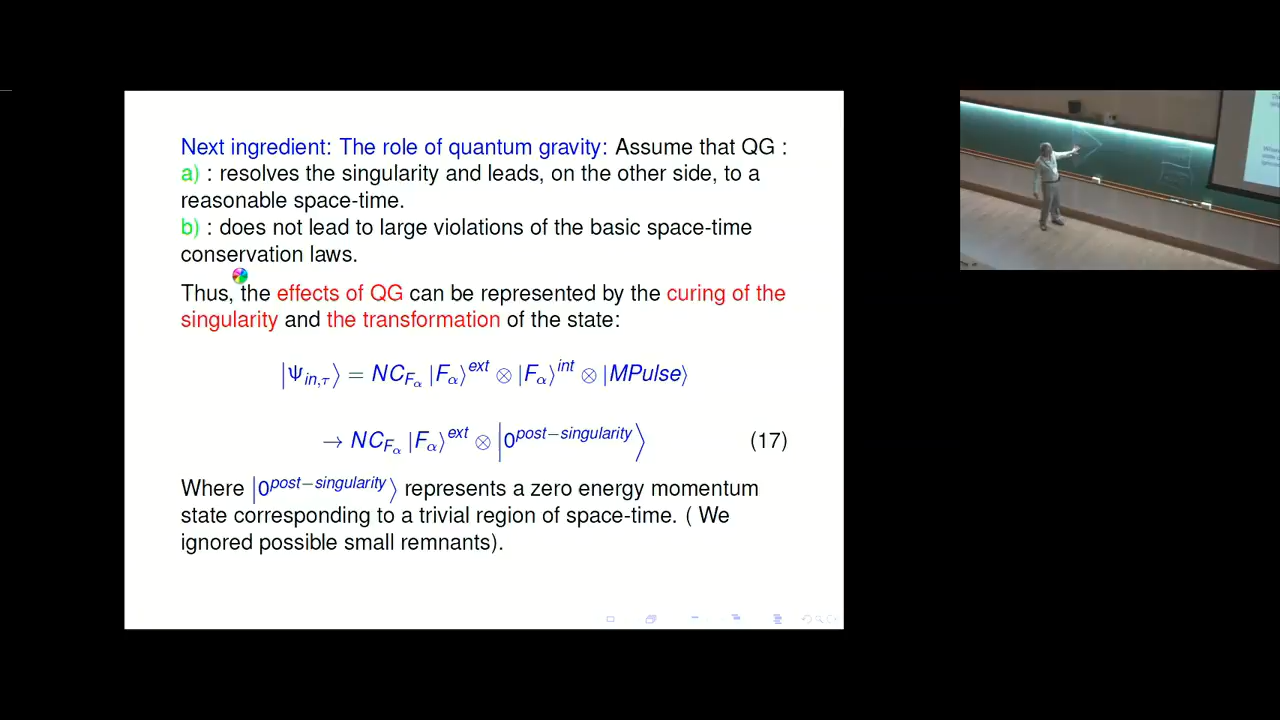 Next ingredient: The role of quantum gravity: Assume that QG :
a) : resolves the singularity and leads, on the other side, to a
reasonable space-time.
b) : does not lead to large violations of the basic space-time
conservation laws.
Thus, the effects of QG can be represented by the curing of the
singularity and the transformation of the state:
|Ψ_{in,τ}⟩ = NC_{F_α} |F_α⟩^{ext} ⊗ |F_α⟩^{int} ⊗ |MPulse⟩
→ NC_{F_α} |F_α⟩^{ext} ⊗ |0^{post−singularity}⟩ (17)
Where |0^{post−singularity}⟩ represents a zero energy momentum
state corresponding to a trivial region of space-time. ( We
ignored possible small remnants).